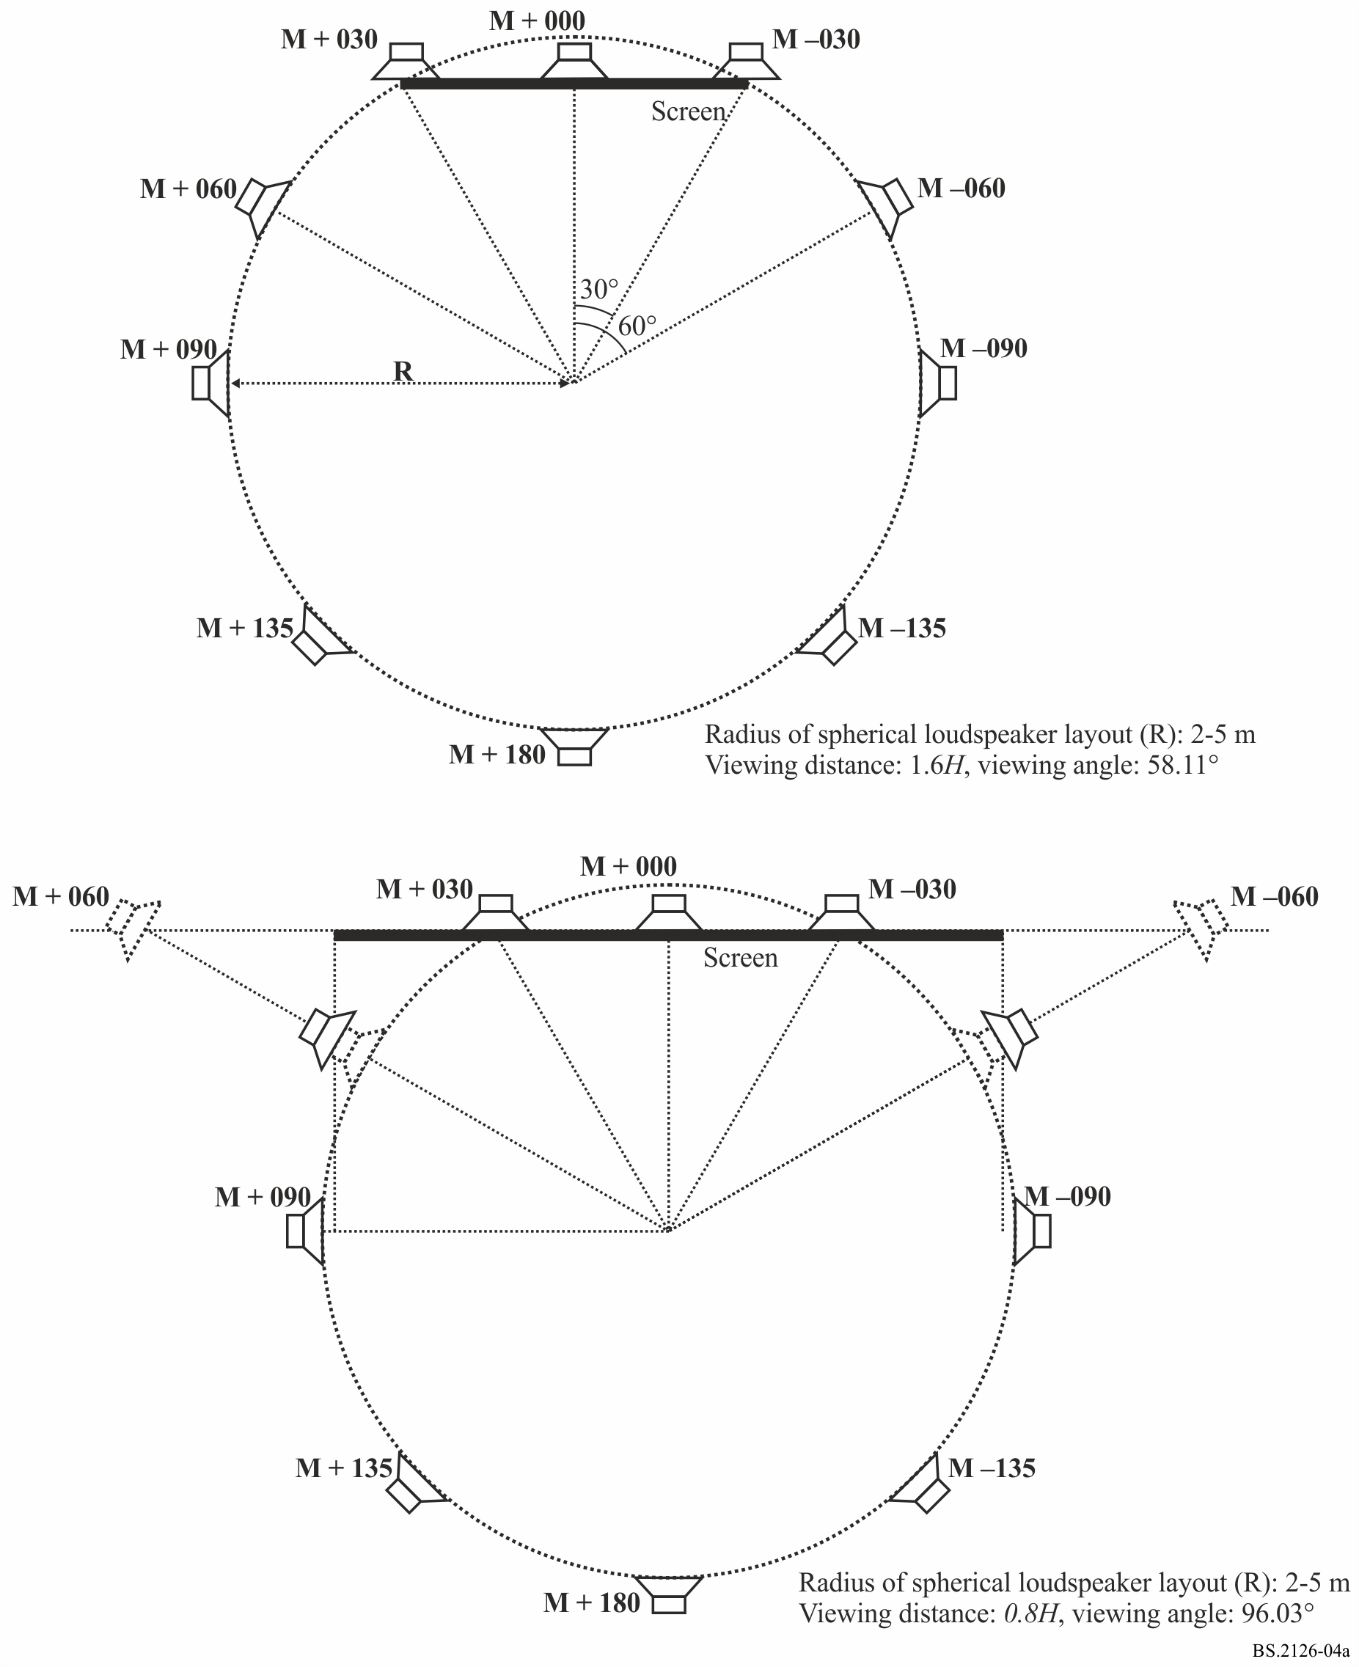 M + 000
M + 030
M –030
Screen
M + 060
M –060
30°
60°
M + 090
M –090
R
M + 135
M –135
M + 180
Radius of spherical loudspeaker layout (R): 2-5 m
Viewing distance: 1.6H, viewing angle: 58.11°
M + 000
M + 060
M + 030
M –030
M –060
Screen
M + 090
M –090
M + 135
M –135
M + 180
Radius of spherical loudspeaker layout (R): 2-5 m
Viewing distance: 0.8H, viewing angle: 96.03°
BS.2126-04a